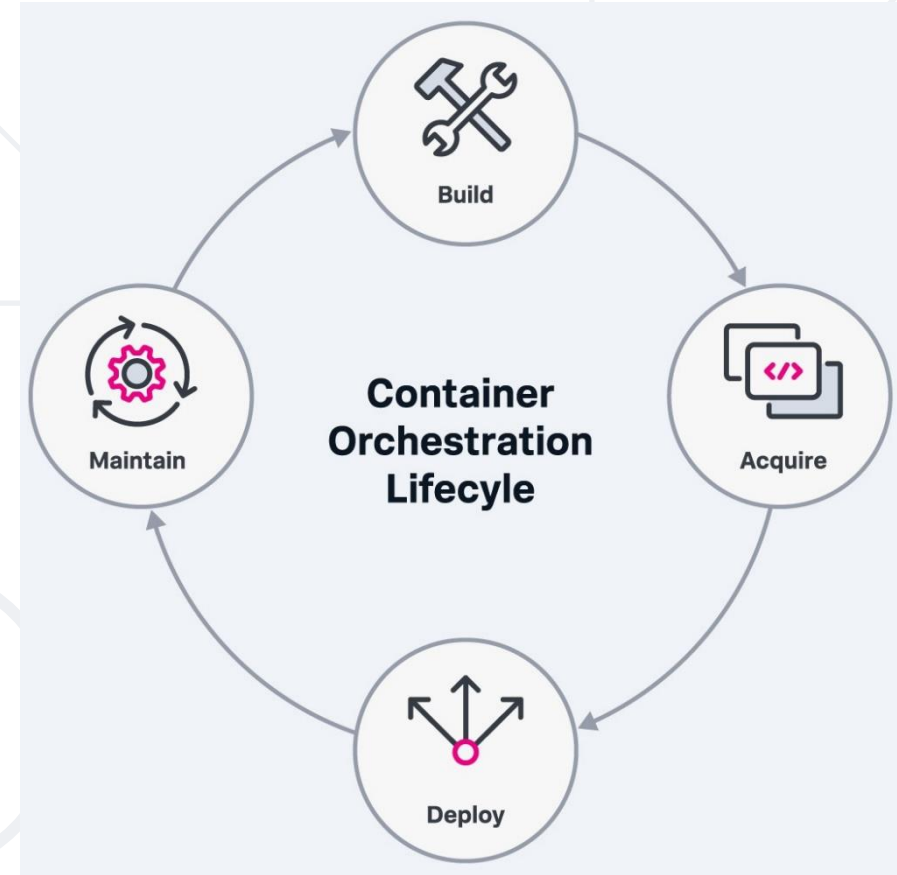 Build
Container
Orchestration
Lifecyle
</>
Acquire
Maintain
Deploy